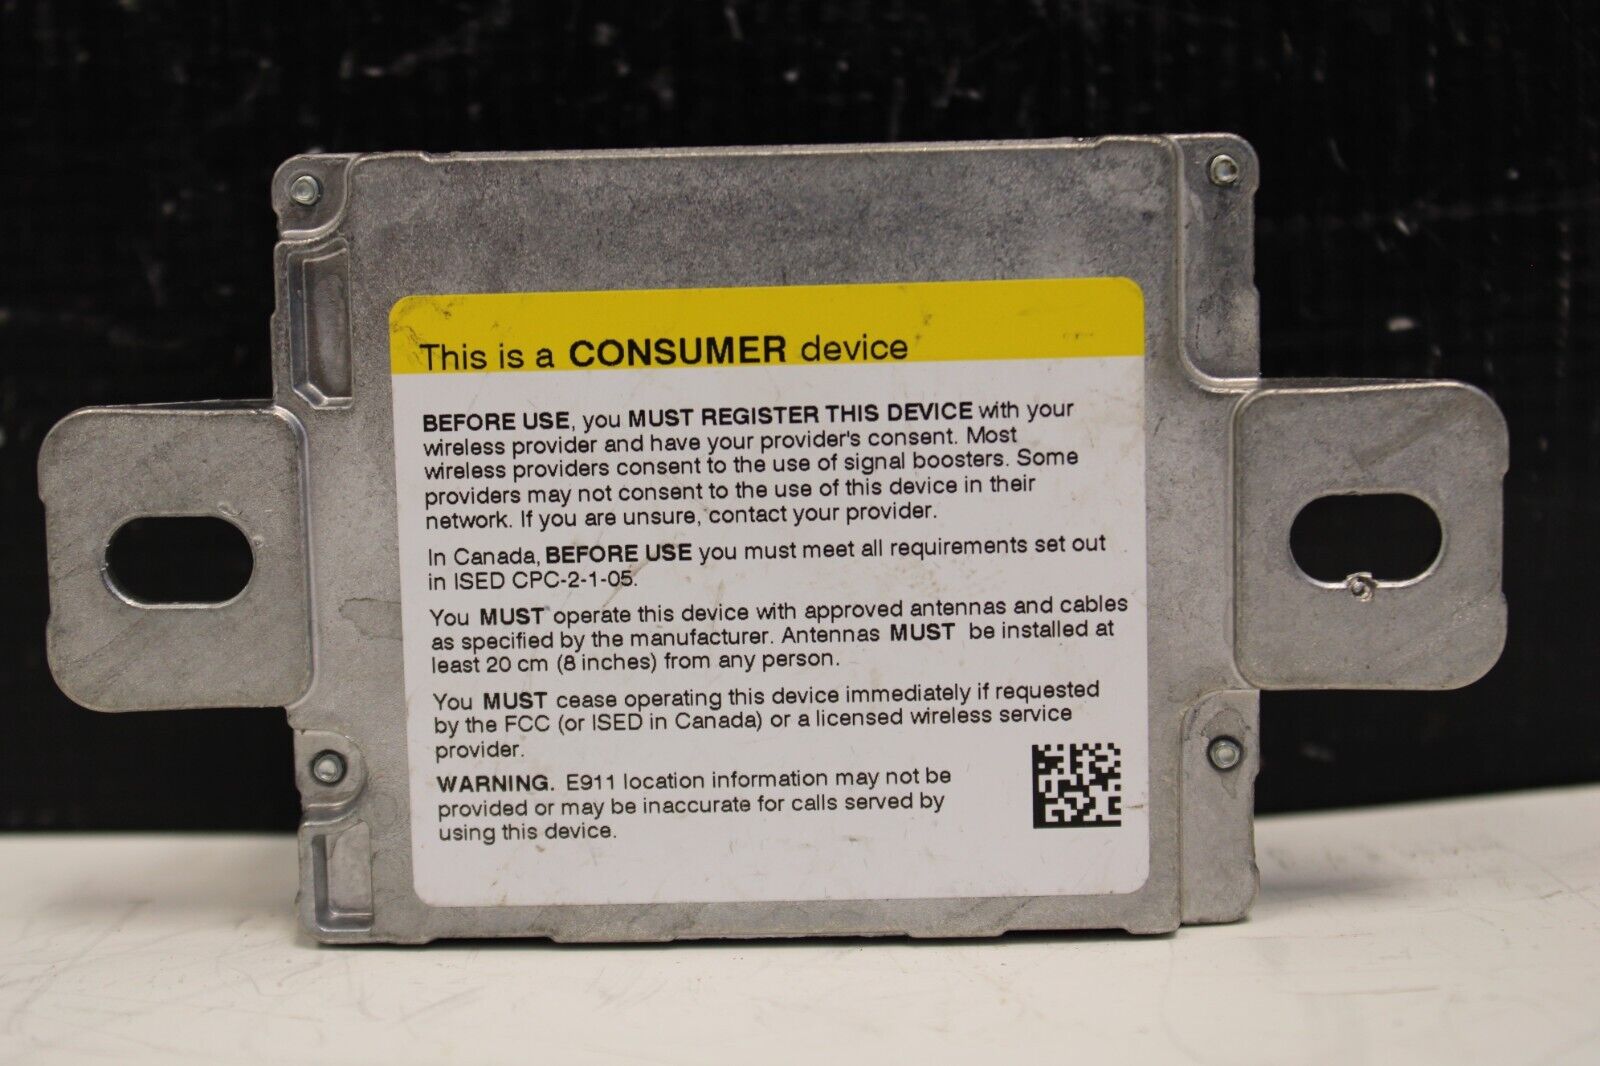 This is a CONSUMER device
BEFORE USE, you MUST REGISTER THIS DEVICE with your
wireless provider and have your provider's consent. Most
wireless providers consent to the use of signal boosters. Some
providers may not consent to the use of this device in their
network. If you are unsure, contact your provider.
In Canada, BEFORE USE you must meet all requirements set out
in ISED CPC-2-1-05.
You MUST operate this device with approved antennas and cables
as specified by the manufacturer. Antennas MUST be installed at
least 20 cm (8 inches) from any person.
You MUST cease operating this device immediately if requested
by the FCC (or ISED in Canada) or a licensed wireless service
provider.
WARNING. E911 location information may not be
provided or may be inaccurate for calls served by
using this device.